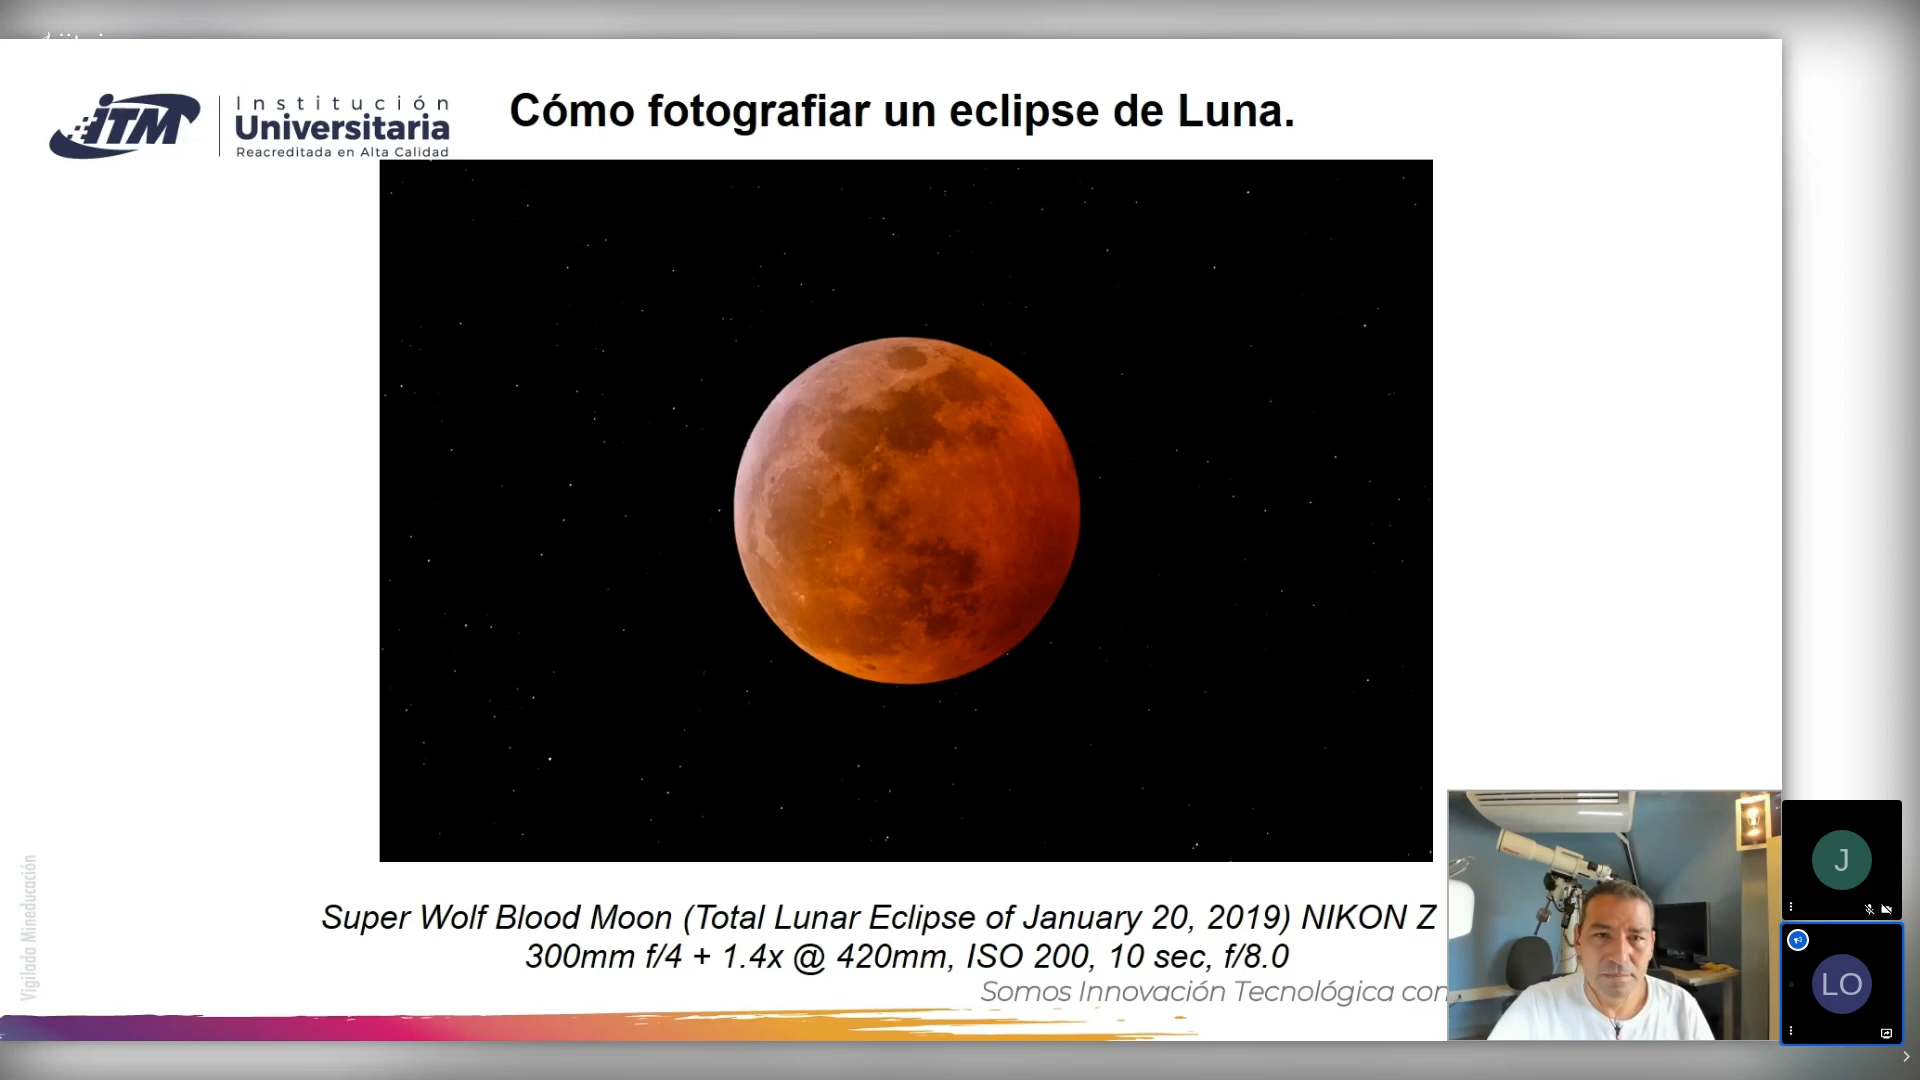 iTM
Institución
Universitaria
Reacreditada en Alta Calidad
Cómo fotografiar un eclipse de Luna.
Super Wolf Blood Moon (Total Lunar Eclipse of January 20, 2019) NIKON Z
300mm f/4 + 1.4x @ 420mm, ISO 200, 10 sec, f/8.0
Somos Innovación Tecnológica con
Vigilada Mineducación
J
LO